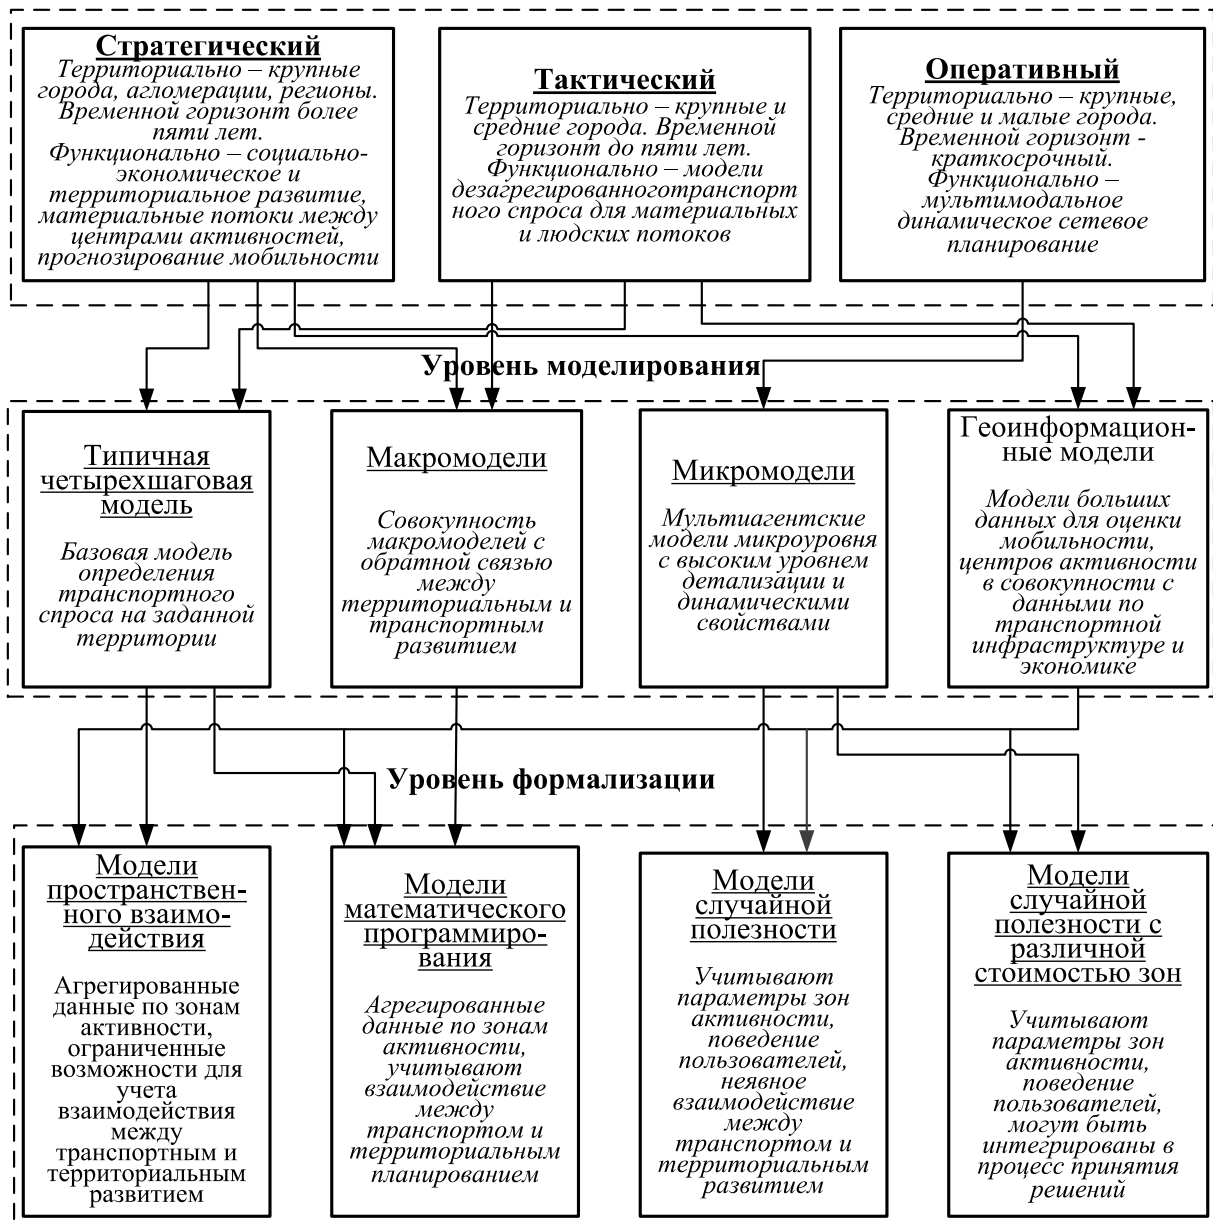 Стратегический
Территориально – крупные
города, агломерации, регионы.
Временной горизонт более
пяти лет.
Функционально – социально-
экономическое и
территориальное развитие,
материальные потоки между
центрами активностей,
прогнозирование мобильности
Тактический
Территориально – крупные и
средние города. Временной
горизонт до пяти лет.
Функционально – модели
дезагрегированноготранспорт
ного спроса для материальных
и людских потоков
Оперативный
Территориально – крупные,
средние и малые города.
Временной горизонт -
краткосрочный.
Функционально –
мультимодальное
динамическое сетевое
планирование
Уровень моделирования
Типичная
четырехшаговая
модель
Базовая модель
определения
транспортного
спроса на заданной
территории
Макромодели
Совокупность
макромоделей с
обратной связью
между
территориальным и
транспортным
развитием
Микромодели
Мультиагентские
модели микроуровня
с высоким уровнем
детализации и
динамическими
свойствами
Геоинформацион-
ные модели
Модели больших
данных для оценки
мобильности,
центров активности
в совокупности с
данными по
транспортной
инфраструктуре и
экономике
Уровень формализации
Модели
пространствен-
ного взаимо-
действия
Агрегированные
данные по зонам
активности,
ограниченные
возможности для
учета
взаимодействия
между
транспортным и
территориальным
развитием
Модели
математического
программиро-
вания
Агрегированные
данные по зонам
активности,
учитывают
взаимодействие
между
транспортом и
территориальным
планированием
Модели
случайной
полезности
Учитывают
параметры зон
активности,
поведение
пользователей,
неявное
взаимодействие
между
транспортом и
территориальным
развитием
Модели
случайной
полезности с
различной
стоимостью зон
Учитывают
параметры зон
активности,
поведение
пользователей,
могут быть
интегрированы в
процесс принятия
решений